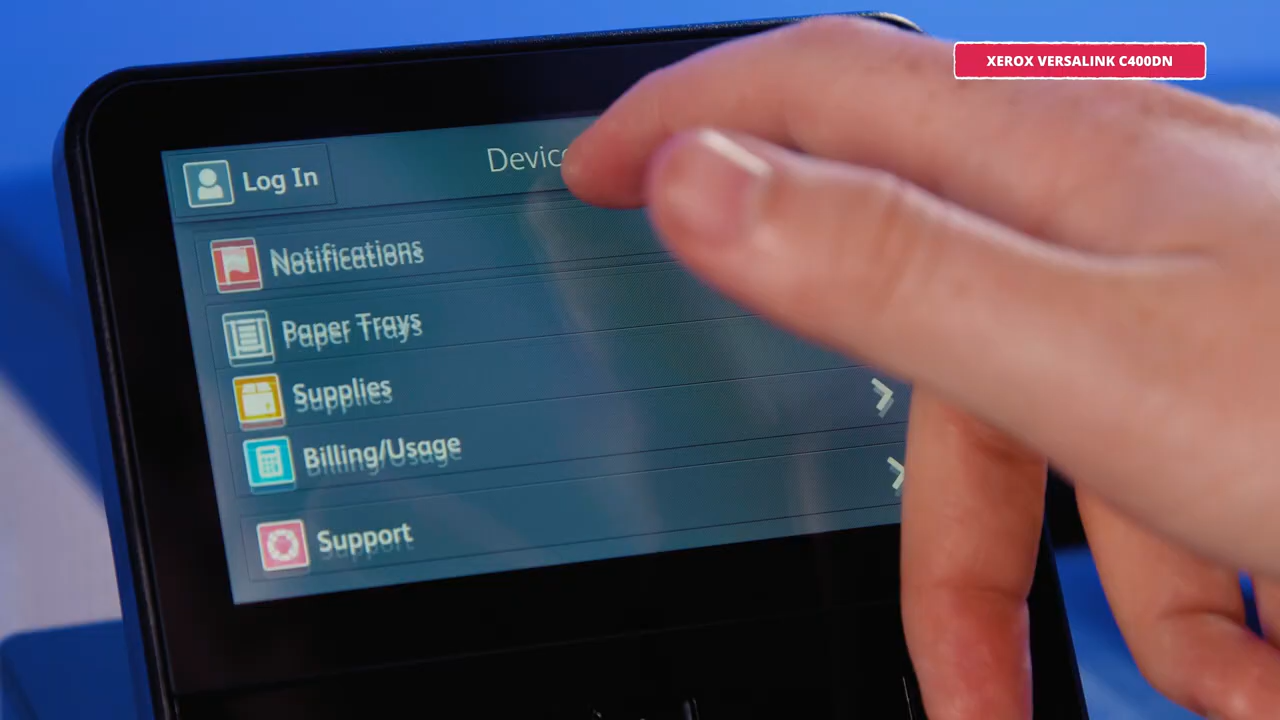 XEROX VERSALINK C400DN
Log In
Notifications
Paper Trays
Supplies
Billing/Usage
Support